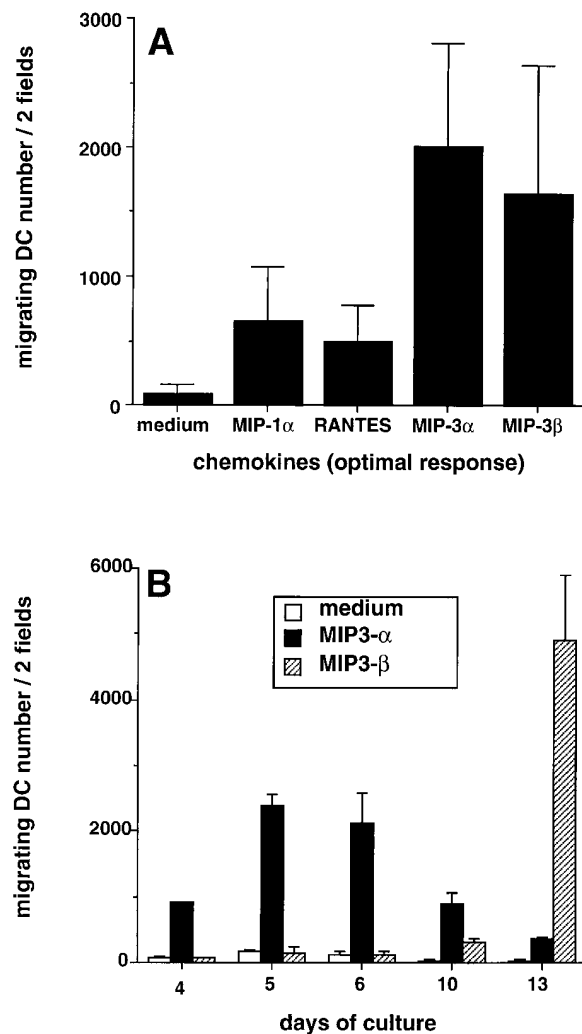 A
migrating DC number / 2 fields
3000
2000
1000
0
medium MIP-1α RANTES MIP-3α MIP-3β
chemokines (optimal response)
B
migrating DC number / 2 fields
6000
4000
2000
0
medium
MIP3-α
MIP3-β
4 5 6 10 13
days of culture